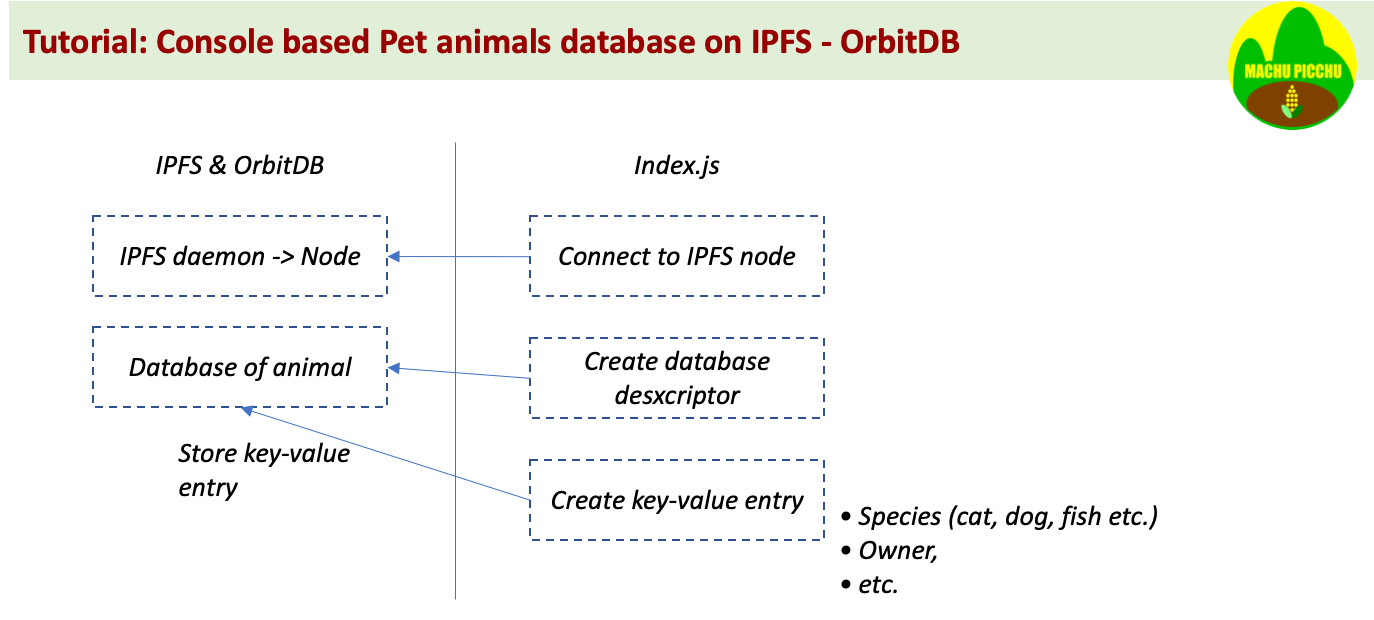 Tutorial: Console based Pet animals database on IPFS - OrbitDB
MACHU PICCHU
IPFS & OrbitDB
Index.js
IPFS daemon -> Node
Connect to IPFS node
Database of animal
Create database
desxcriptor
Store key-value
entry
Create key-value entry
• Species (cat, dog, fish etc.)
• Owner,
• etc.